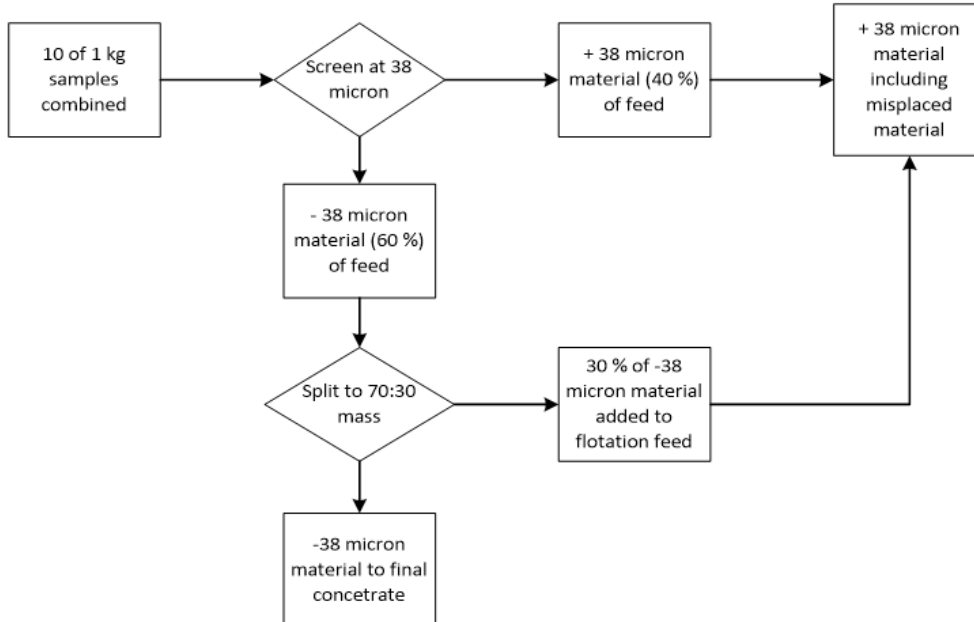 10 of 1 kg
samples
combined
Screen at 38
micron
+ 38 micron
material (40 %)
of feed
+ 38 micron
material
including
misplaced
material
- 38 micron
material (60 %)
of feed
Split to 70:30
mass
30 % of -38
micron material
added to
flotation feed
-38 micron
material to final
concetrate